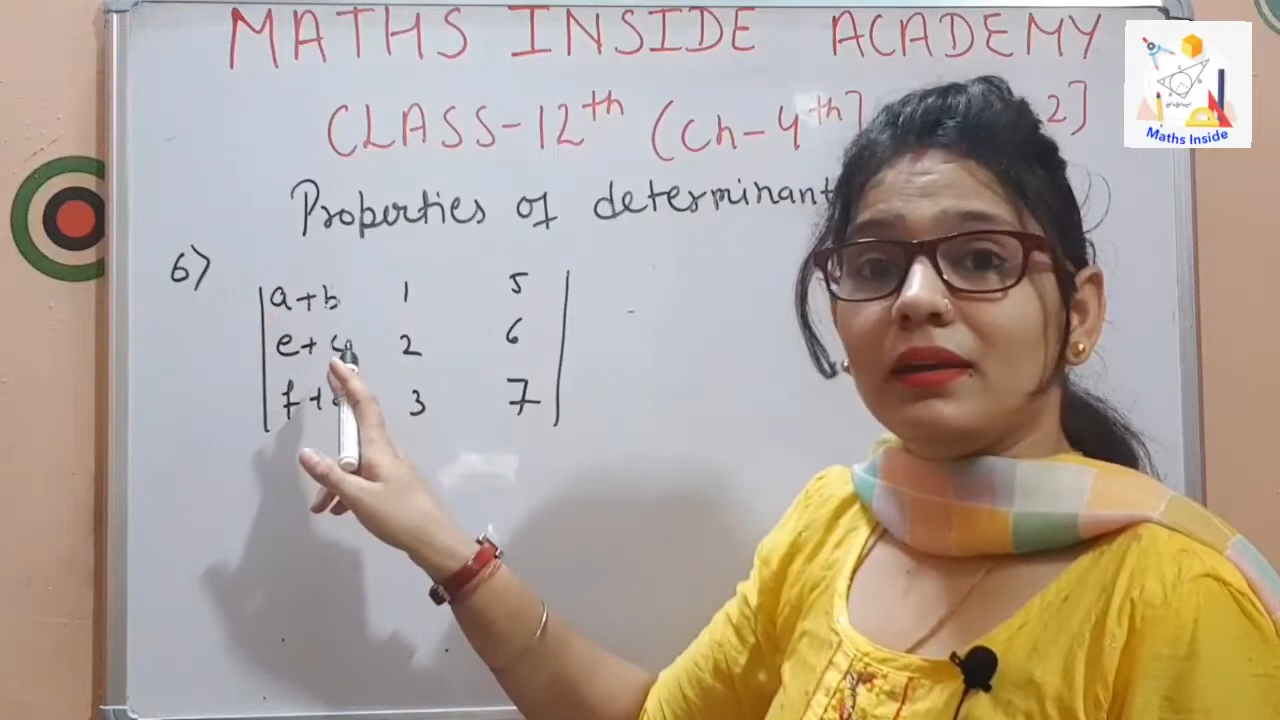 MATHS INSIDE ACADEMY
CLASS-12th (Ch-4th] 2]
Properties of determinant
6)
a+b 1 5
e+c 2 6
f+ 3 7
Maths Inside